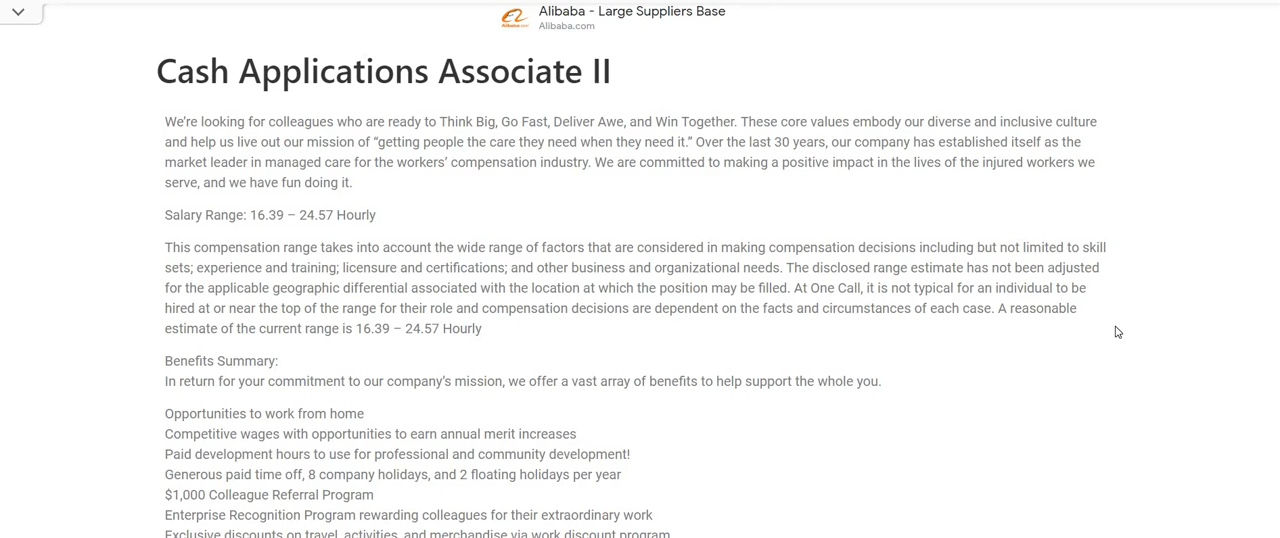 Alibaba - Large Suppliers Base
Alibaba.com
Alibaba.com
Cash Applications Associate II
We’re looking for colleagues who are ready to Think Big, Go Fast, Deliver Awe, and Win Together. These core values embody our diverse and inclusive culture
and help us live out our mission of “getting people the care they need when they need it.” Over the last 30 years, our company has established itself as the
market leader in managed care for the workers’ compensation industry. We are committed to making a positive impact in the lives of the injured workers we
serve, and we have fun doing it.
Salary Range: 16.39 – 24.57 Hourly
This compensation range takes into account the wide range of factors that are considered in making compensation decisions including but not limited to skill
sets; experience and training; licensure and certifications; and other business and organizational needs. The disclosed range estimate has not been adjusted
for the applicable geographic differential associated with the location at which the position may be filled. At One Call, it is not typical for an individual to be
hired at or near the top of the range for their role and compensation decisions are dependent on the facts and circumstances of each case. A reasonable
estimate of the current range is 16.39 – 24.57 Hourly
Benefits Summary:
In return for your commitment to our company’s mission, we offer a vast array of benefits to help support the whole you.
Opportunities to work from home
Competitive wages with opportunities to earn annual merit increases
Paid development hours to use for professional and community development!
Generous paid time off, 8 company holidays, and 2 floating holidays per year
$1,000 Colleague Referral Program
Enterprise Recognition Program rewarding colleagues for their extraordinary work
Exclusive discounts on travel, activities, and merchandise via work discount program